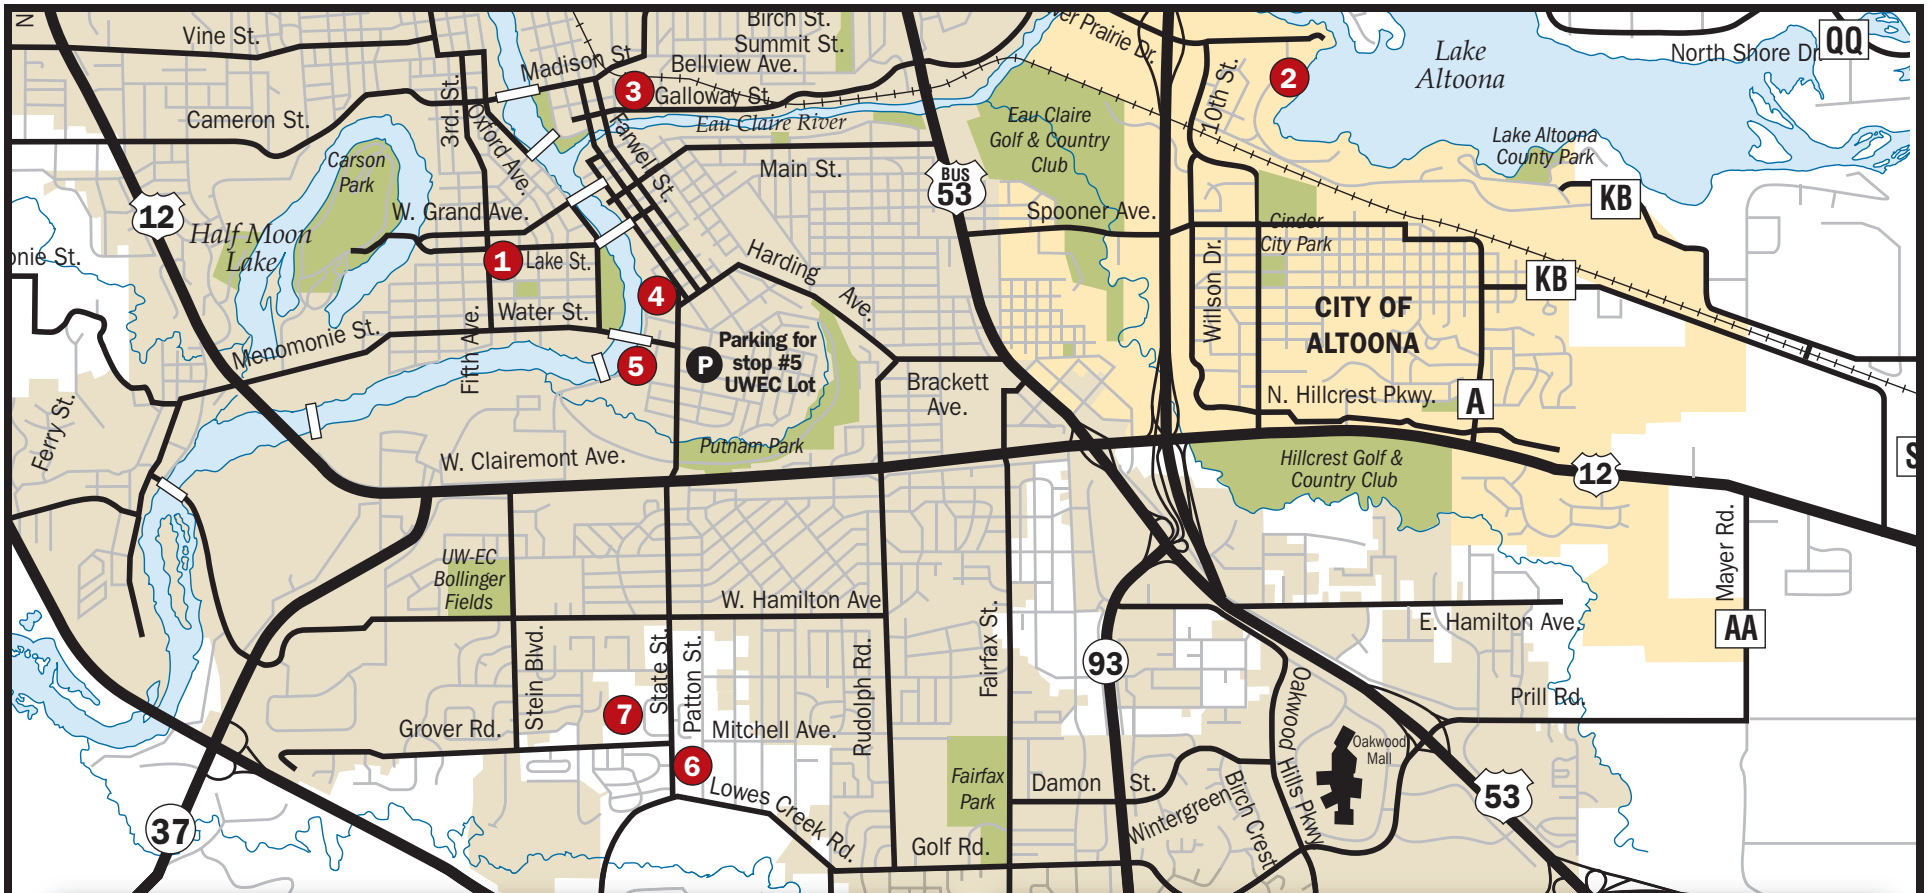 N
Vine St.
Birch St.
Summit St.
Madison St
Bellview Ave.
er Prairie Dr.
Lake
Altoona
North Shore Dr.
QQ
2
3
Galloway St.
10th St.
Cameron St.
3rd. St.
Oxford Ave.
Farwell St.
Eau Claire River
Eau Claire
Golf & Country
Club
Lake Altoona
County Park
Carson
Park
Main St.
BUS
53
KB
12
W. Grand Ave.
Spooner Ave.
Cinder
City Park
Half Moon
Lake
onie St.
1
Lake St.
Harding
Ave.
Willson Dr.
KB
4
Water St.
Fifth Ave.
CITY OF
ALTOONA
Menomonie St.
5
P
Parking for
stop #5
UWEC Lot
Brackett
Ave.
N. Hillcrest Pkwy.
A
Ferry St.
Putnam Park
W. Clairemont Ave.
Hillcrest Golf &
Country Club
12
S
Mayer Rd.
UW-EC
Bollinger
Fields
W. Hamilton Ave
E. Hamilton Ave.
AA
Stein Blvd.
State St.
Patton St.
Rudolph Rd.
Fairfax St.
93
Oakwood Hills Pkwy
Prill Rd.
7
Grover Rd.
Mitchell Ave.
6
Oakwood
Mall
Lowes Creek Rd.
Fairfax
Park
Damon St.
Wintergreen
Birch Crest
53
37
Golf Rd.